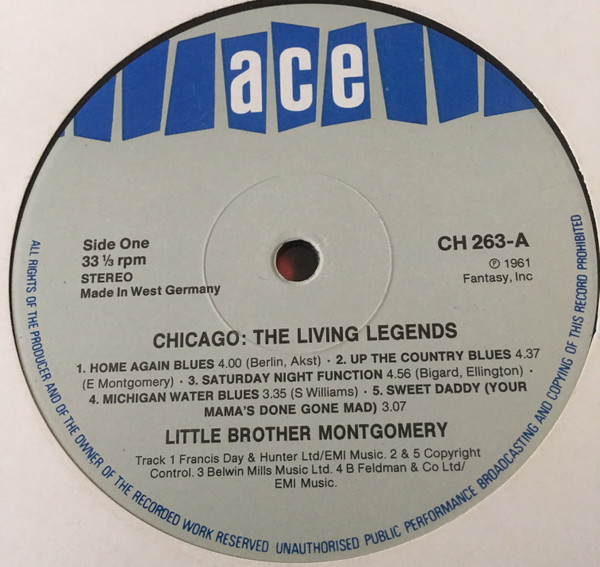 ace
Side One
33 ⅓ rpm
STEREO
Made In West Germany
CH 263-A
℗ 1961
Fantasy, Inc
CHICAGO: THE LIVING LEGENDS
1. HOME AGAIN BLUES 4.00 (Berlin, Akst) · 2. UP THE COUNTRY BLUES 4.37
(E Montgomery) · 3. SATURDAY NIGHT FUNCTION 4.56 (Bigard, Ellington) ·
4. MICHIGAN WATER BLUES 3.35 (S Williams) · 5. SWEET DADDY (YOUR
MAMA'S DONE GONE MAD) 3.07
LITTLE BROTHER MONTGOMERY
Track 1 Francis Day & Hunter Ltd/EMI Music. 2 & 5 Copyright
Control. 3 Belwin Mills Music Ltd. 4 B Feldman & Co Ltd/
EMI Music.
ALL RIGHTS OF THE PRODUCER AND OF THE OWNER OF THE RECORDED WORK RESERVED UNAUTHORISED PUBLIC PERFORMANCE BROADCASTING AND COPYING OF THIS RECORD PROHIBITED